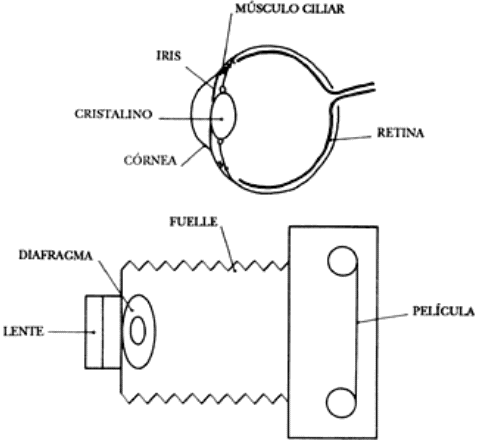 MÚSCULO CILIAR
IRIS
CRISTALINO
CÓRNEA
RETINA
FUELLE
DIAFRAGMA
LENTE
PELÍCULA